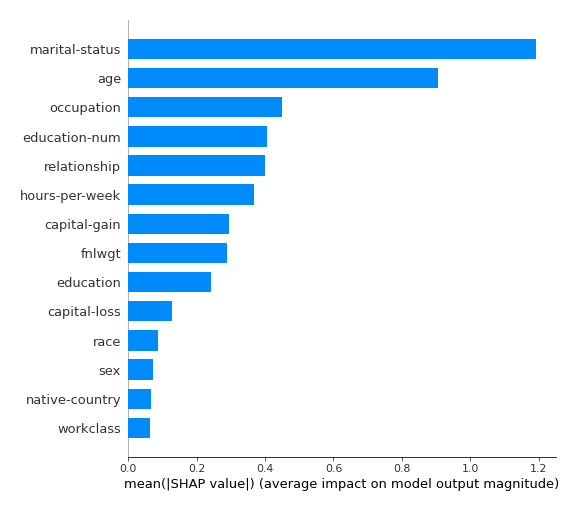 marital-status
age
occupation
education-num
relationship
hours-per-week
capital-gain
fnlwgt
education
capital-loss
race
sex
native-country
workclass
0.0 0.2 0.4 0.6 0.8 1.0 1.2
mean(|SHAP value|) (average impact on model output magnitude)